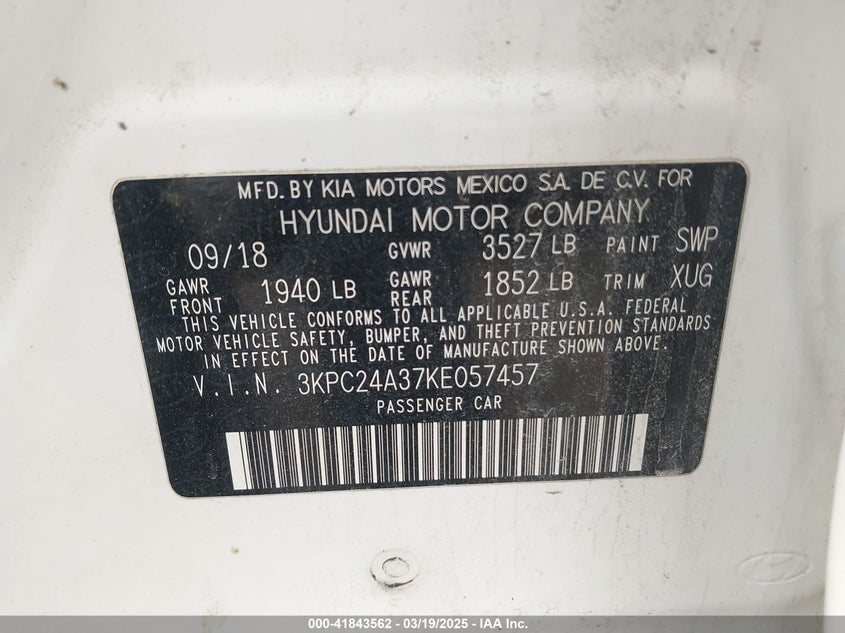 MFD. BY KIA MOTORS MEXICO S.A. DE C.V. FOR
HYUNDAI MOTOR COMPANY
09/18 GVWR 3527 LB PAINT SWP
GAWR FRONT 1940 LB GAWR REAR 1852 LB TRIM XUG
THIS VEHICLE CONFORMS TO ALL APPLICABLE U.S.A. FEDERAL
MOTOR VEHICLE SAFETY, BUMPER, AND THEFT PREVENTION STANDARDS
IN EFFECT ON THE DATE OF MANUFACTURE SHOWN ABOVE.
V.I.N. 3KPC24A37KE057457
PASSENGER CAR
000-41843562 - 03/19/2025 - IAAI Inc.